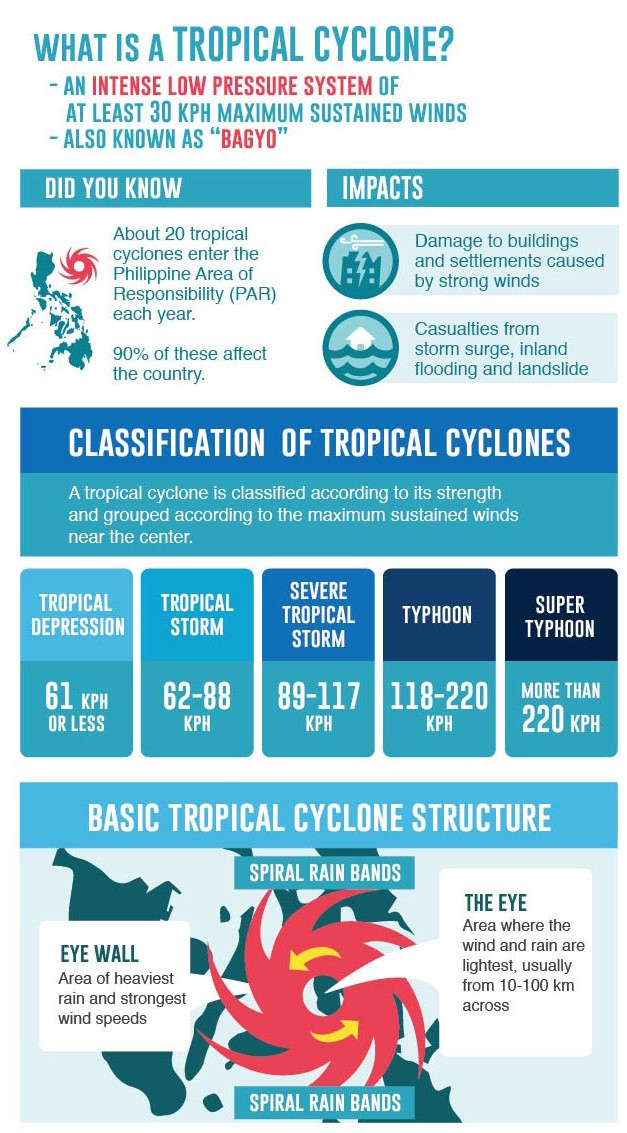 WHAT IS A TROPICAL CYCLONE?
- AN INTENSE LOW PRESSURE SYSTEM OF
AT LEAST 30 KPH MAXIMUM SUSTAINED WINDS
- ALSO KNOWN AS "BAGYO"
DID YOU KNOW
About 20 tropical
cyclones enter the
Philippine Area of
Responsibility (PAR)
each year.
90% of these affect
the country.
IMPACTS
Damage to buildings
and settlements caused
by strong winds
Casualties from
storm surge, inland
flooding and landslide
CLASSIFICATION OF TROPICAL CYCLONES
A tropical cyclone is classified according to its strength
and grouped according to the maximum sustained winds
near the center.
TROPICAL
DEPRESSION
61 KPH
OR LESS
TROPICAL
STORM
62-88
KPH
SEVERE
TROPICAL
STORM
89-117
KPH
TYPHOON
118-220
KPH
SUPER
TYPHOON
MORE THAN
220 KPH
BASIC TROPICAL CYCLONE STRUCTURE
SPIRAL RAIN BANDS
EYE WALL
Area of heaviest
rain and strongest
wind speeds
THE EYE
Area where the
wind and rain are
lightest, usually
from 10-100 km
across
SPIRAL RAIN BANDS